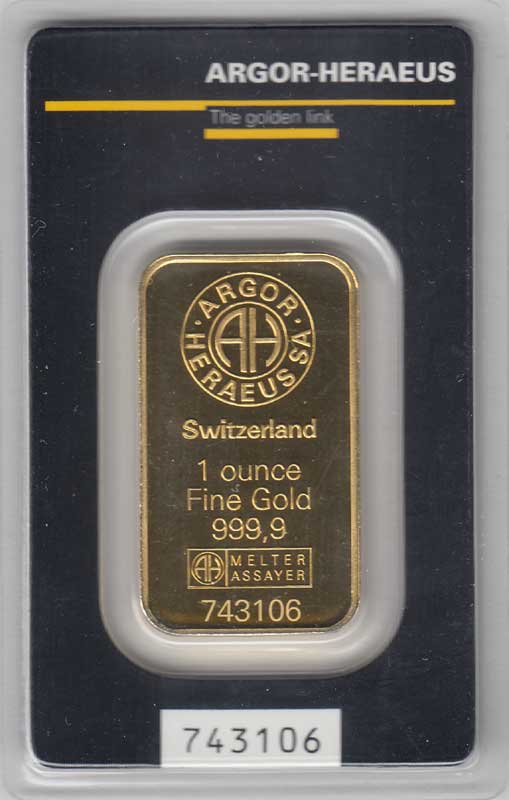 ARGOR-HERAEUS
The golden link
· ARGOR ·
AH
HERAEUS SA
Switzerland
1 ounce
Fine Gold
999,9
AH MELTER
ASSAYER
743106
743106